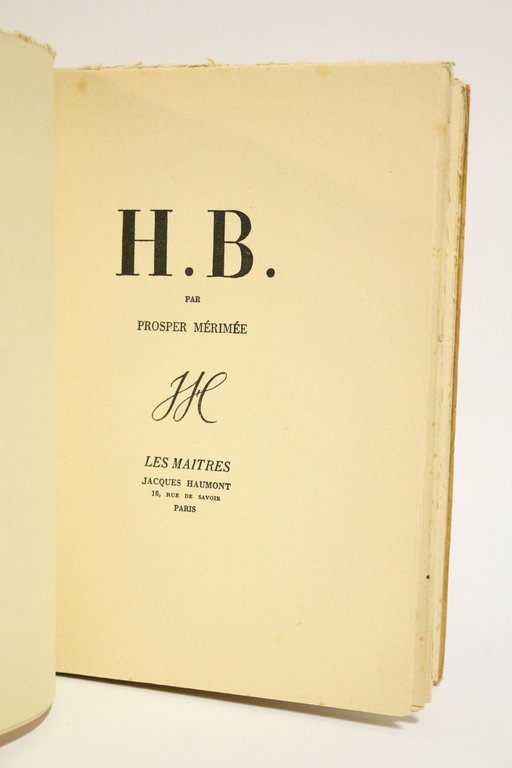 H.B.
PAR
PROSPER MÉRIMÉE
JH
LES MAITRES
JACQUES HAUMONT
16, RUE DE SAVOIE
PARIS